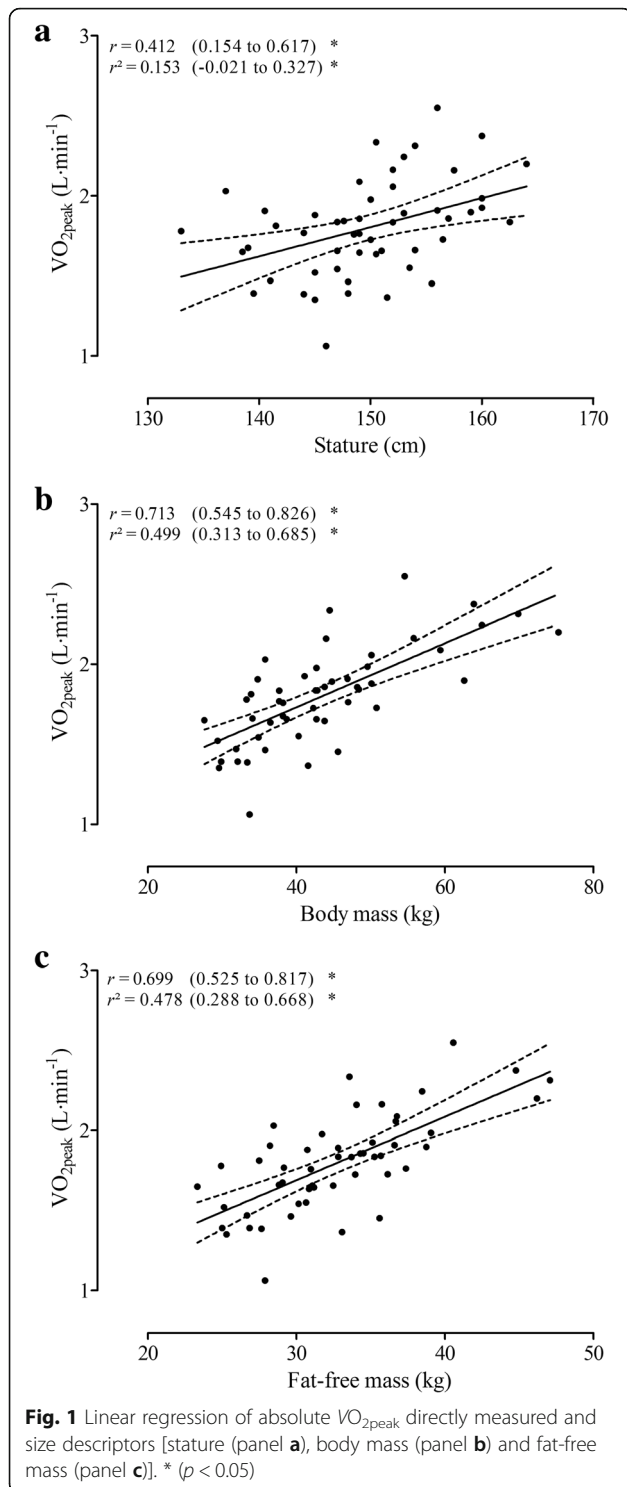 a
r = 0.412 (0.154 to 0.617) *
r² = 0.153 (-0.021 to 0.327) *
3
2
1
VO₂peak (L·min⁻¹)
130 140 150 160 170
Stature (cm)
b
r = 0.713 (0.545 to 0.826) *
r² = 0.499 (0.313 to 0.685) *
3
2
1
VO₂peak (L·min⁻¹)
20 40 60 80
Body mass (kg)
c
r = 0.699 (0.525 to 0.817) *
r² = 0.478 (0.288 to 0.668) *
3
2
1
VO₂peak (L·min⁻¹)
20 30 40 50
Fat-free mass (kg)
Fig. 1 Linear regression of absolute VO₂peak directly measured and
size descriptors [stature (panel a), body mass (panel b) and fat-free
mass (panel c)]. * (p < 0.05)